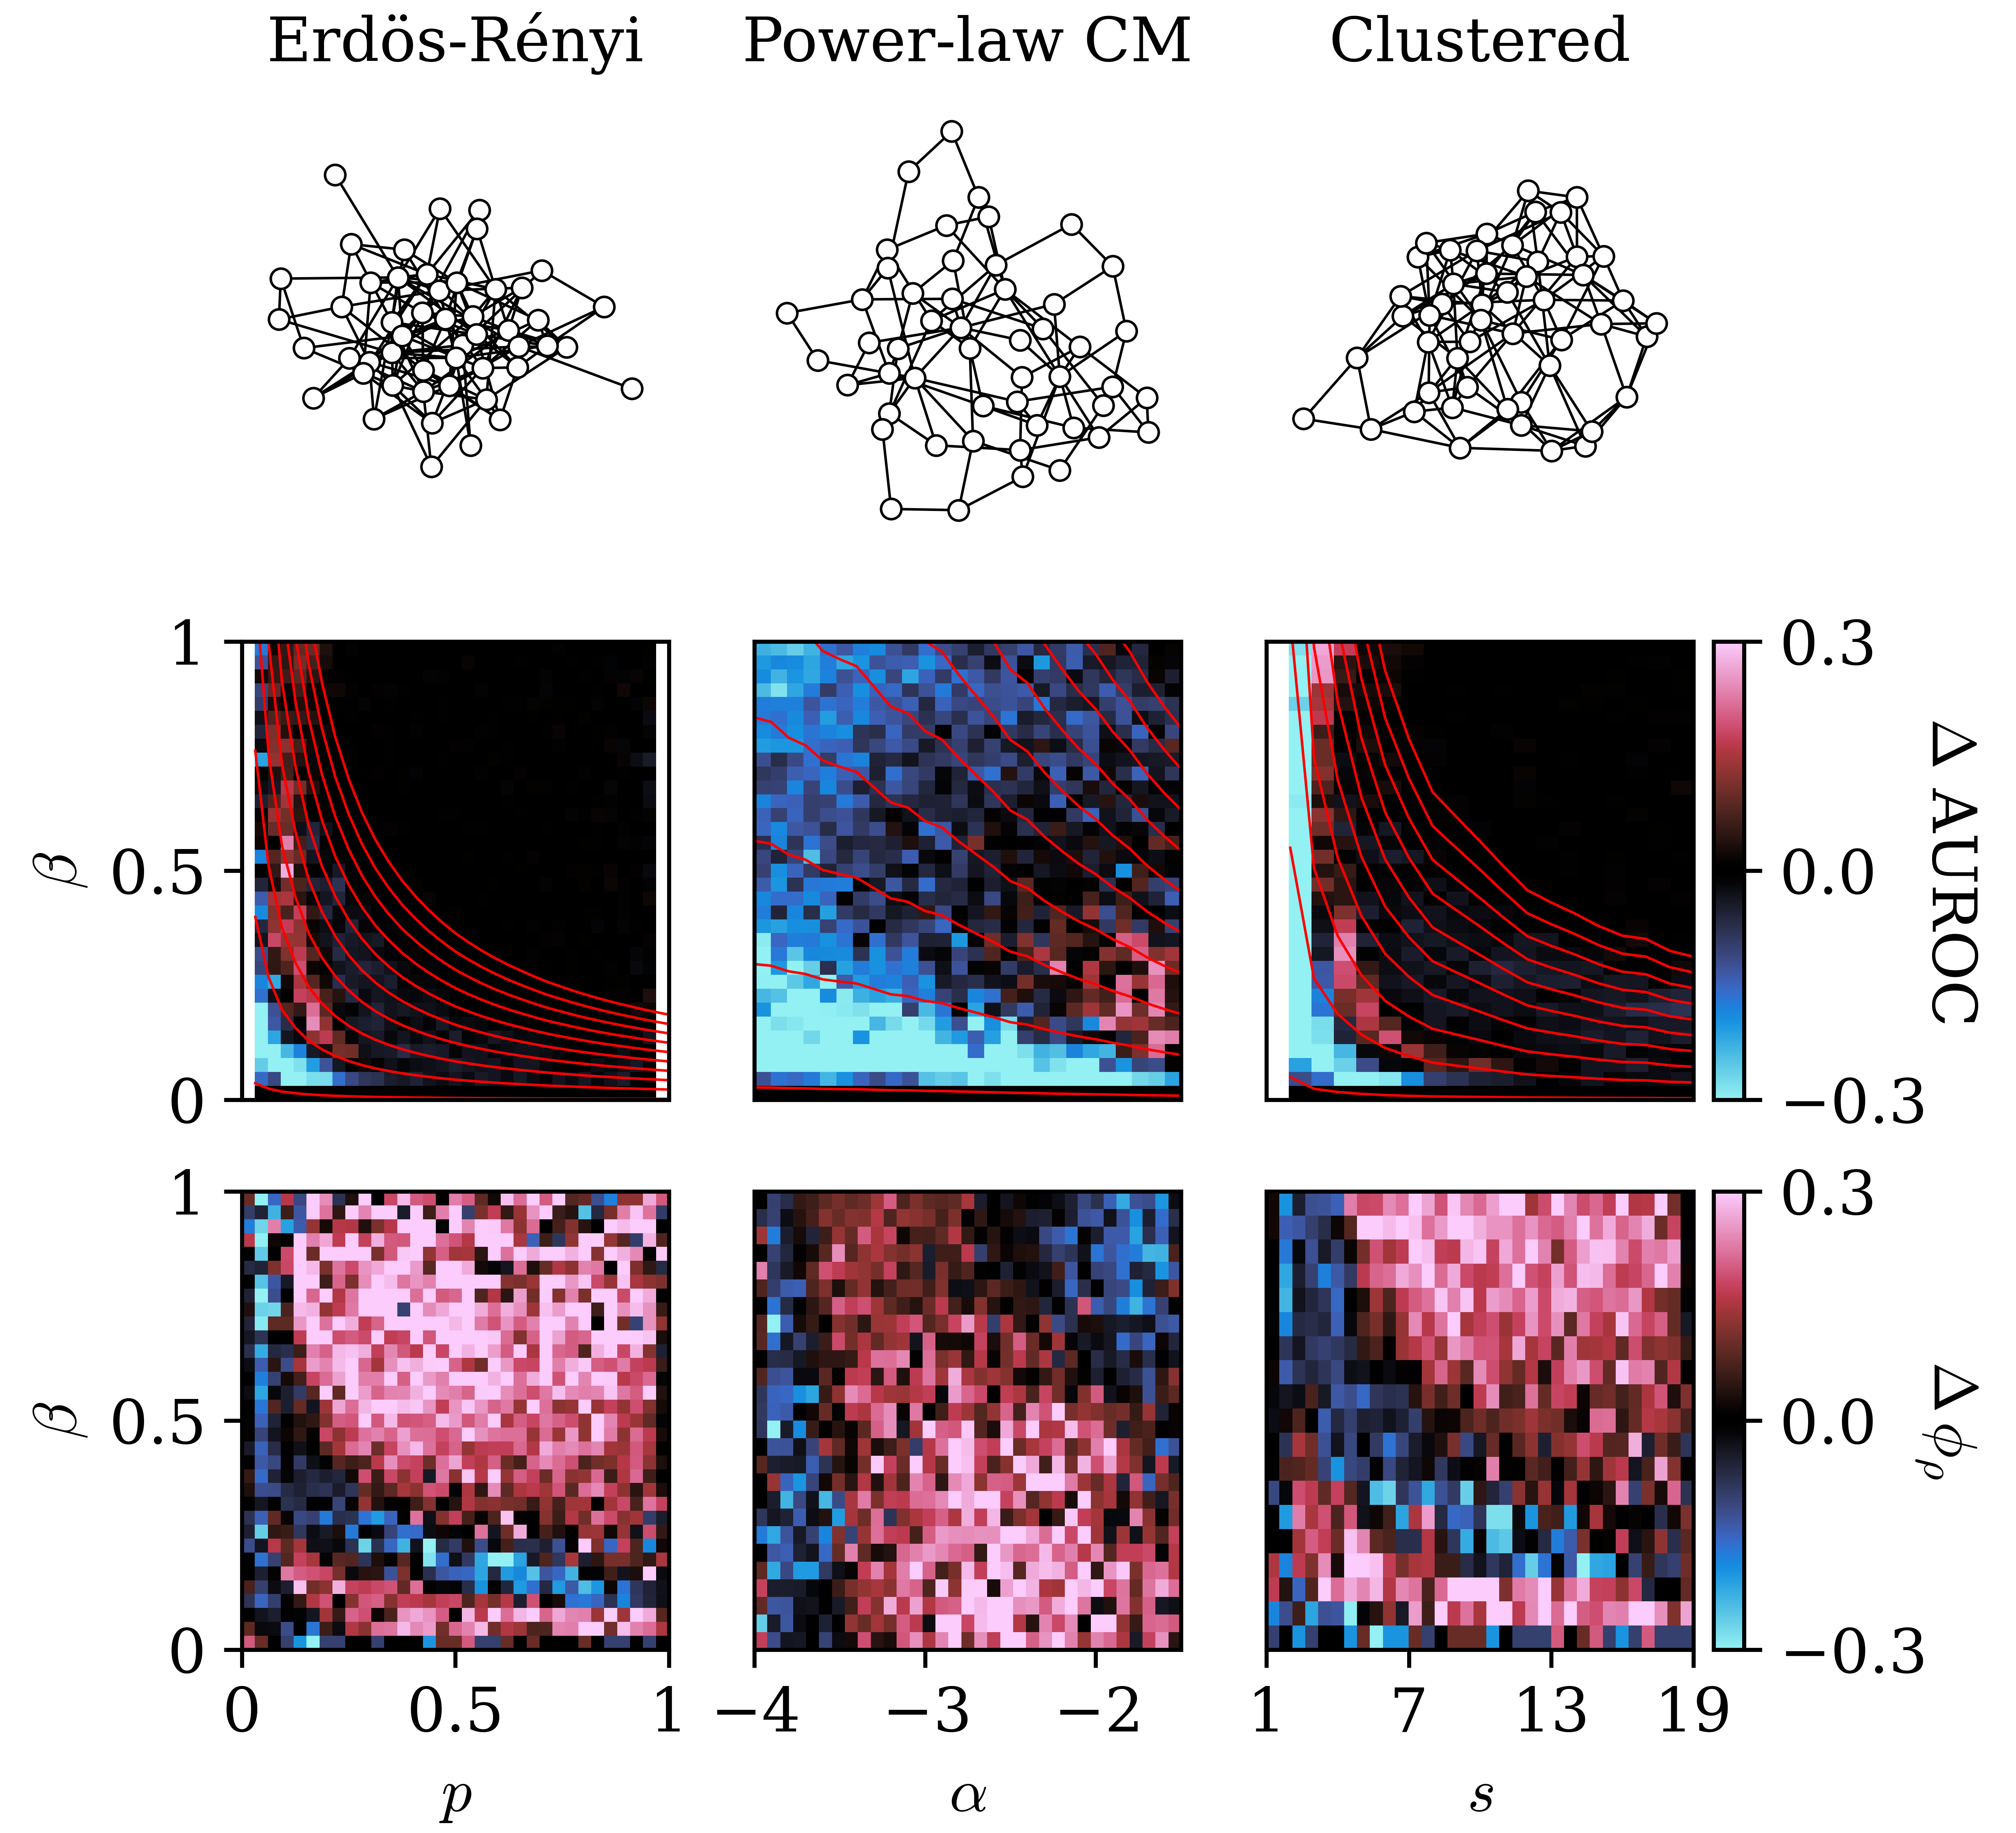 Erdös-Rényi Power-law CM Clustered
1
0.5
0
β
0.3
0.0
−0.3
Δ AUROC
1
0.5
0
β
0.3
0.0
−0.3
Δ ϕρ
0 0.5 1 −4 −3 −2 1 7 13 19
p α s